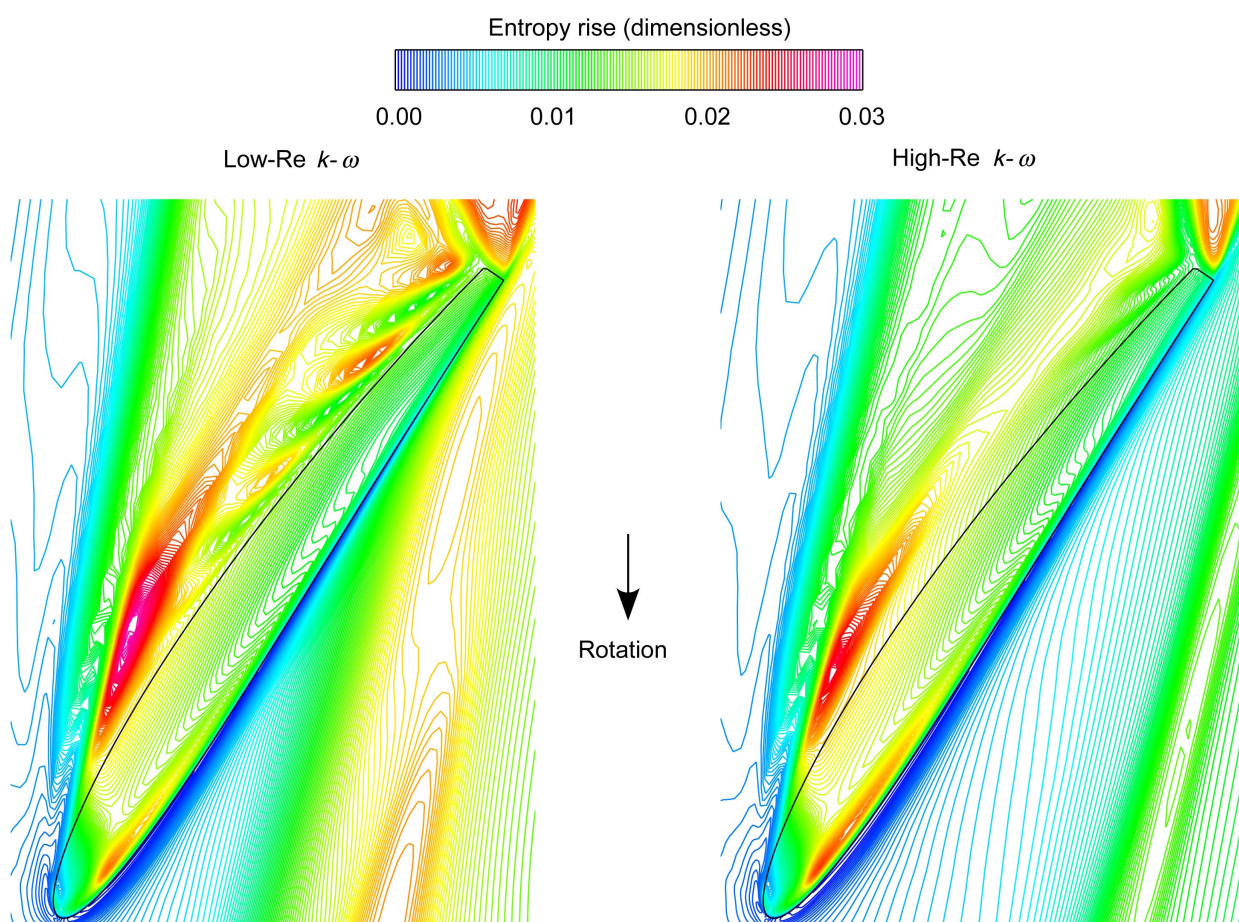 Entropy rise (dimensionless)
0.00 0.01 0.02 0.03
Low-Re k-ω
High-Re k-ω
Rotation